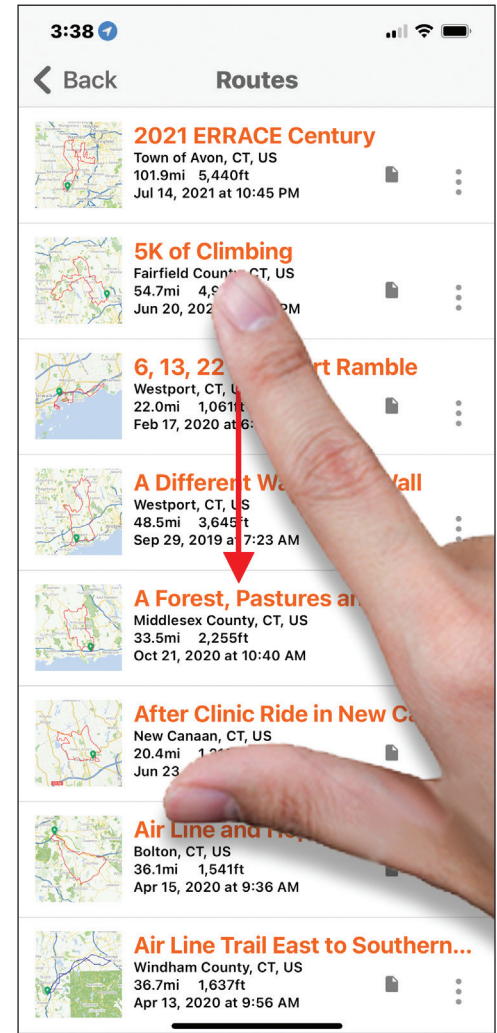 3:38
Back
Routes
2021 ERRACE Century
Town of Avon, CT, US
101.9mi 5,440ft
Jul 14, 2021 at 10:45 PM
5K of Climbing
Fairfield County, CT, US
54.7mi
Jun 20, PM
6, 13, 22 Ramble
Westport, CT,
22.0mi 1,061ft
Feb 17, 2020 at
A Different
Westport, CT, US
48.5mi 3,645ft
Sep 29, 2019 at 7:23 AM
A Forest, Pastures
Middlesex County, CT, US
33.5mi 2,255ft
Oct 21, 2020 at 10:40 AM
After Clinic Ride in New
New Canaan, CT, US
20.4mi
Jun 23
Air Line and
Bolton, CT, US
36.1mi 1,541ft
Apr 15, 2020 at 9:36 AM
Air Line Trail East to Southern...
Windham County, CT, US
36.7mi 1,637ft
Apr 13, 2020 at 9:56 AM